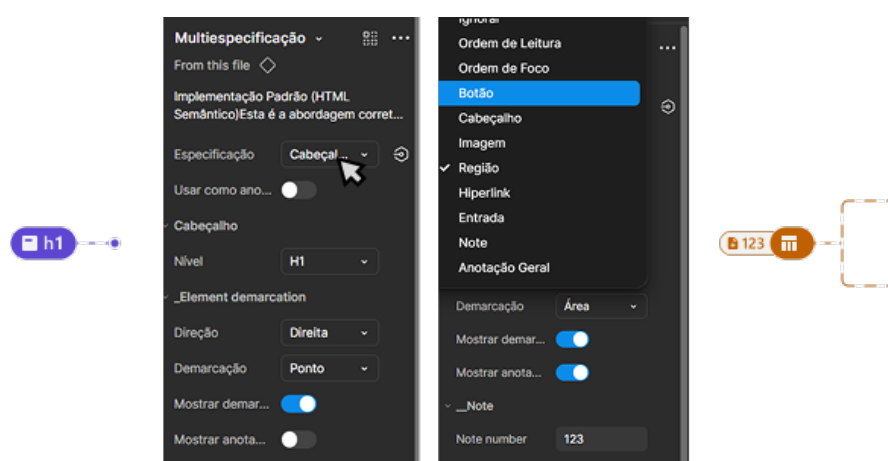 h1
Multiespecificação
From this file
Implementação Padrão (HTML
Semântico)Esta é a abordagem corret...
Especificação Cabeçal...
Usar como ano...
Cabeçalho
Nível H1
_Element demarcation
Direção Direita
Demarcação Ponto
Mostrar demar...
Mostrar anota...
Ignorar
Ordem de Leitura
Ordem de Foco
Botão
Cabeçalho
Imagem
Região
Hiperlink
Entrada
Note
Anotação Geral
Demarcação Área
Mostrar demar...
Mostrar anota...
__Note
Note number 123
123